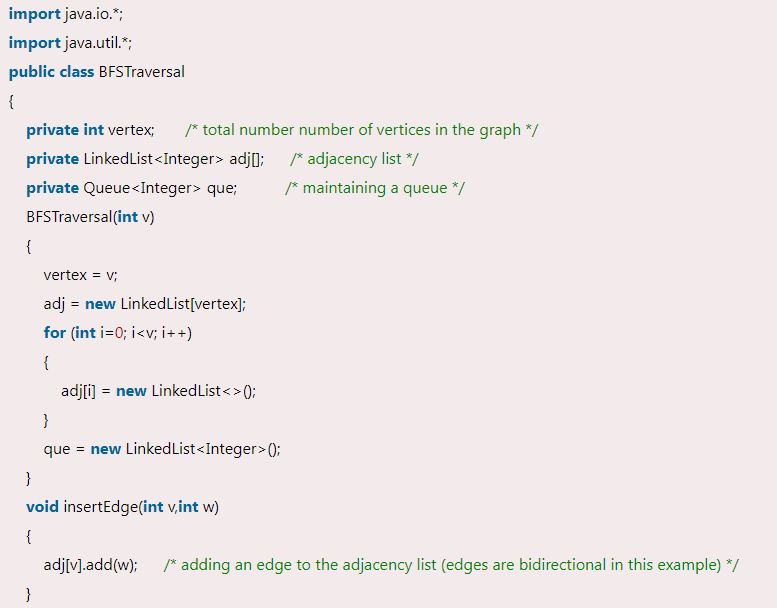 import java.io.*;
import java.util.*;
public class BFSTraversal
{
private int vertex; /* total number number of vertices in the graph */
private LinkedList<Integer> adj[]; /* adjacency list */
private Queue<Integer> que; /* maintaining a queue */
BFSTraversal(int v)
{
vertex = v;
adj = new LinkedList[vertex];
for (int i=0; i<v; i++)
{
adj[i] = new LinkedList<>();
}
que = new LinkedList<Integer>();
}
void insertEdge(int v,int w)
{
adj[v].add(w); /* adding an edge to the adjacency list (edges are bidirectional in this example) */
}